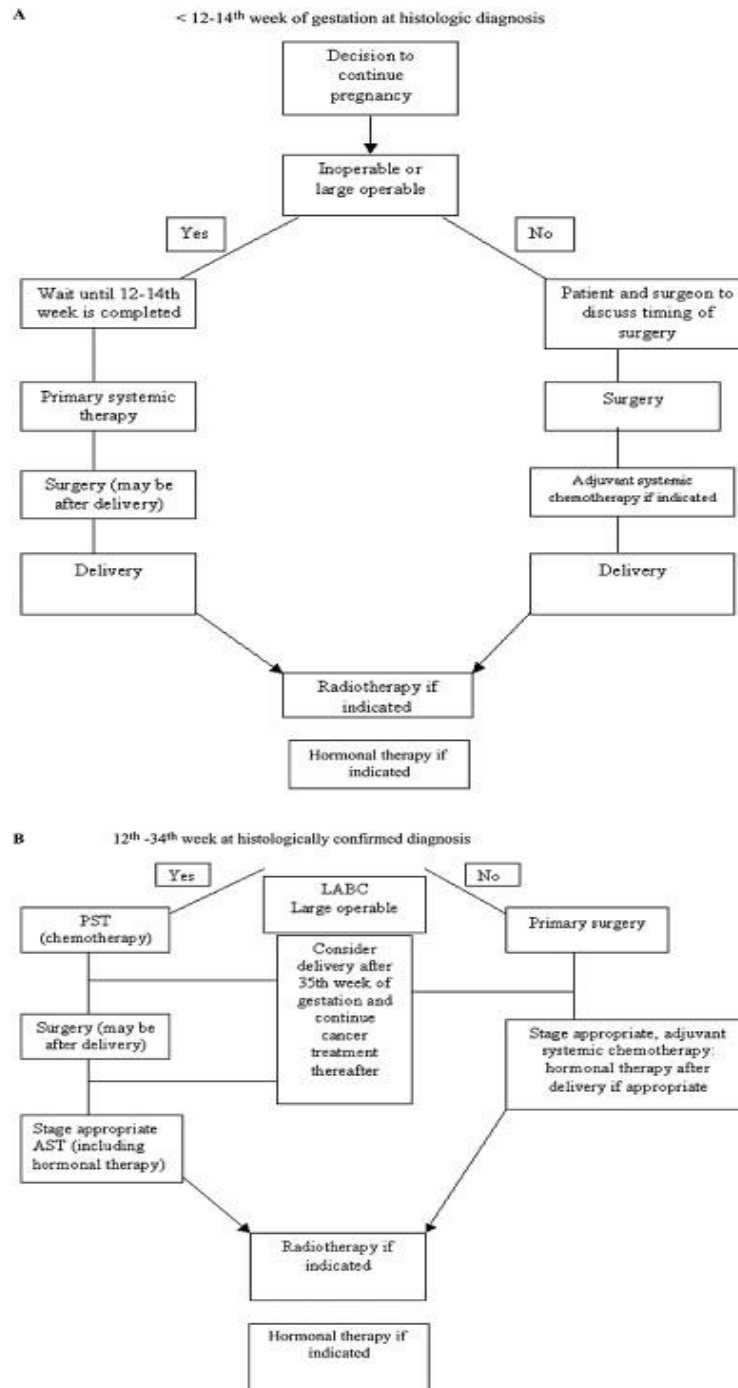 A
< 12-14th week of gestation at histologic diagnosis
Decision to
continue
pregnancy
Inoperable or
large operable
Yes
No
Wait until 12-14th
week is completed
Patient and surgeon to
discuss timing of
surgery
Primary systemic
therapy
Surgery
Surgery (may be
after delivery)
Adjuvant systemic
chemotherapy if indicated
Delivery
Delivery
Radiotherapy if
indicated
Hormonal therapy if
indicated
B
12th -34th week at histologically confirmed diagnosis
Yes
No
LABC
Large operable
PST
(chemotherapy)
Primary surgery
Consider
delivery after
35th week of
gestation and
continue
cancer
treatment
thereafter
Surgery (may be
after delivery)
Stage appropriate, adjuvant
systemic chemotherapy:
hormonal therapy after
delivery if appropriate
Stage appropriate
AST (including
hormonal therapy)
Radiotherapy if
indicated
Hormonal therapy if
indicated